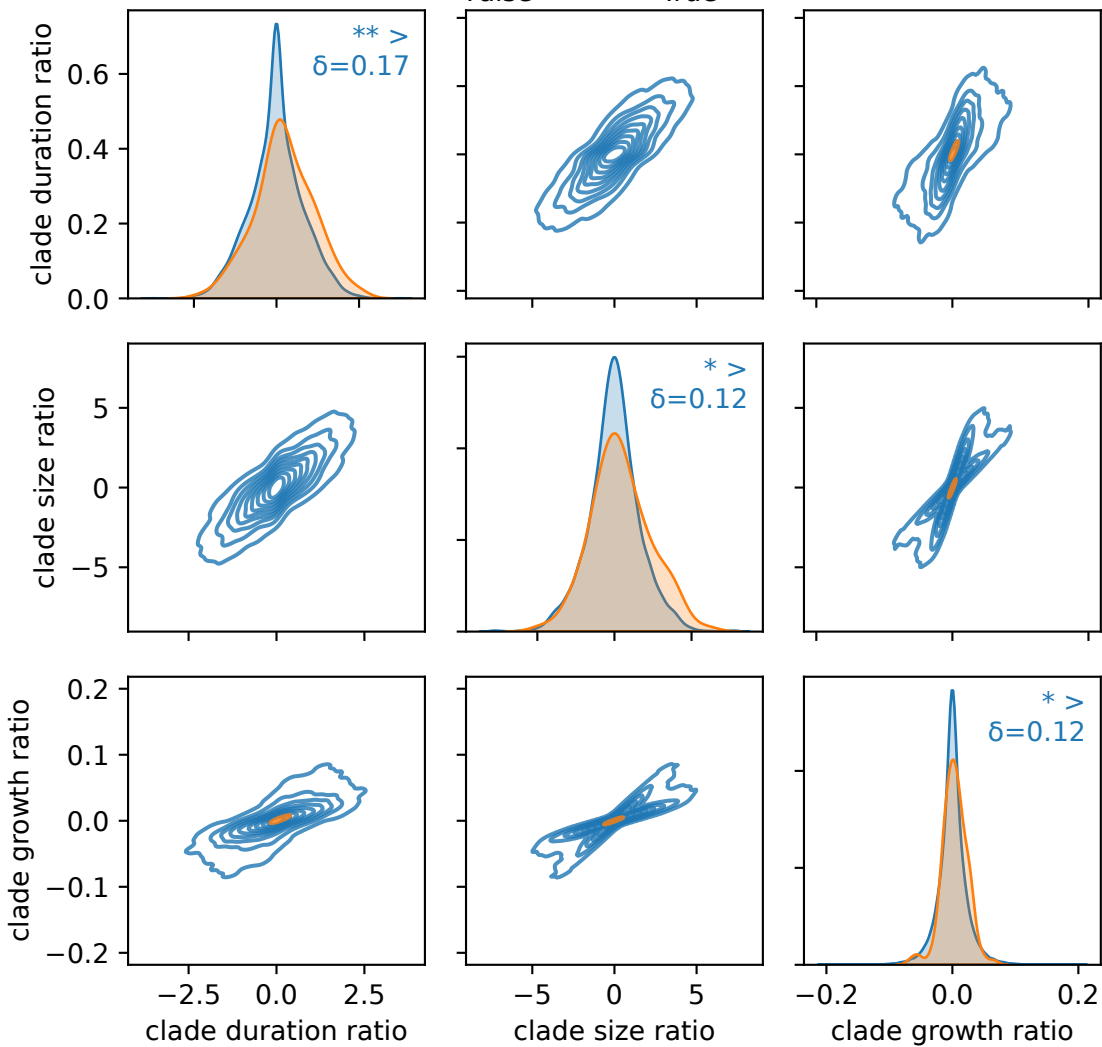 clade duration ratio
0.6
0.4
0.2
0.0
** >
δ=0.17
clade size ratio
5
0
−5
* >
δ=0.12
clade growth ratio
0.2
0.1
0.0
−0.1
−0.2
* >
δ=0.12
−2.5 0.0 2.5
−5 0 5
−0.2 0.0 0.2
clade duration ratio
clade size ratio
clade growth ratio